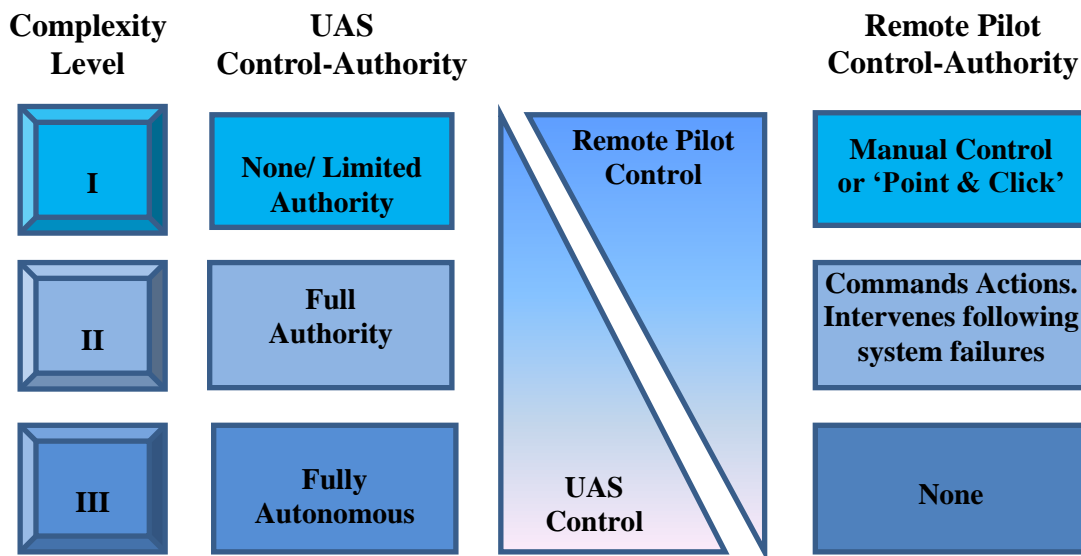 Complexity
Level
UAS
Control-Authority
Remote Pilot
Control-Authority
I
None/ Limited
Authority
Remote Pilot
Control
Manual Control
or ‘Point & Click’
II
Full
Authority
Commands Actions.
Intervenes following
system failures
III
Fully
Autonomous
UAS
Control
None